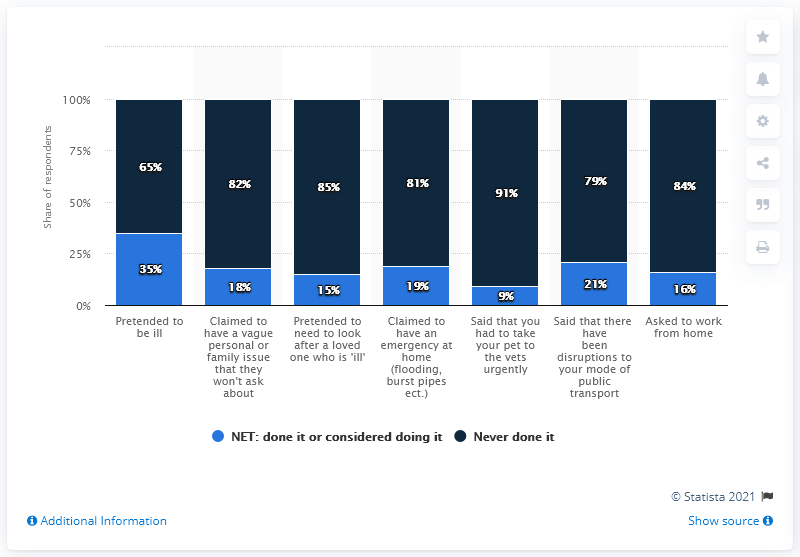 Share of respondents
100%
75%
50%
25%
0%
65%
82%
85%
81%
91%
79%
84%
35%
18%
15%
19%
9%
21%
16%
Pretended to
be ill
Claimed to
have a vague
personal or
family issue
that they
won't ask
about
Pretended to
need to look
after a loved
one who is 'ill'
Claimed to
have an
emergency at
home
(flooding,
burst pipes
ect.)
Said that you
had to take
your pet to
the vets
urgently
Said that there
have
been
disruptions to
your mode of
public
transport
Asked to work
from home
NET: done it or considered doing it
Never done it
© Statista 2021
Additional Information
Show source